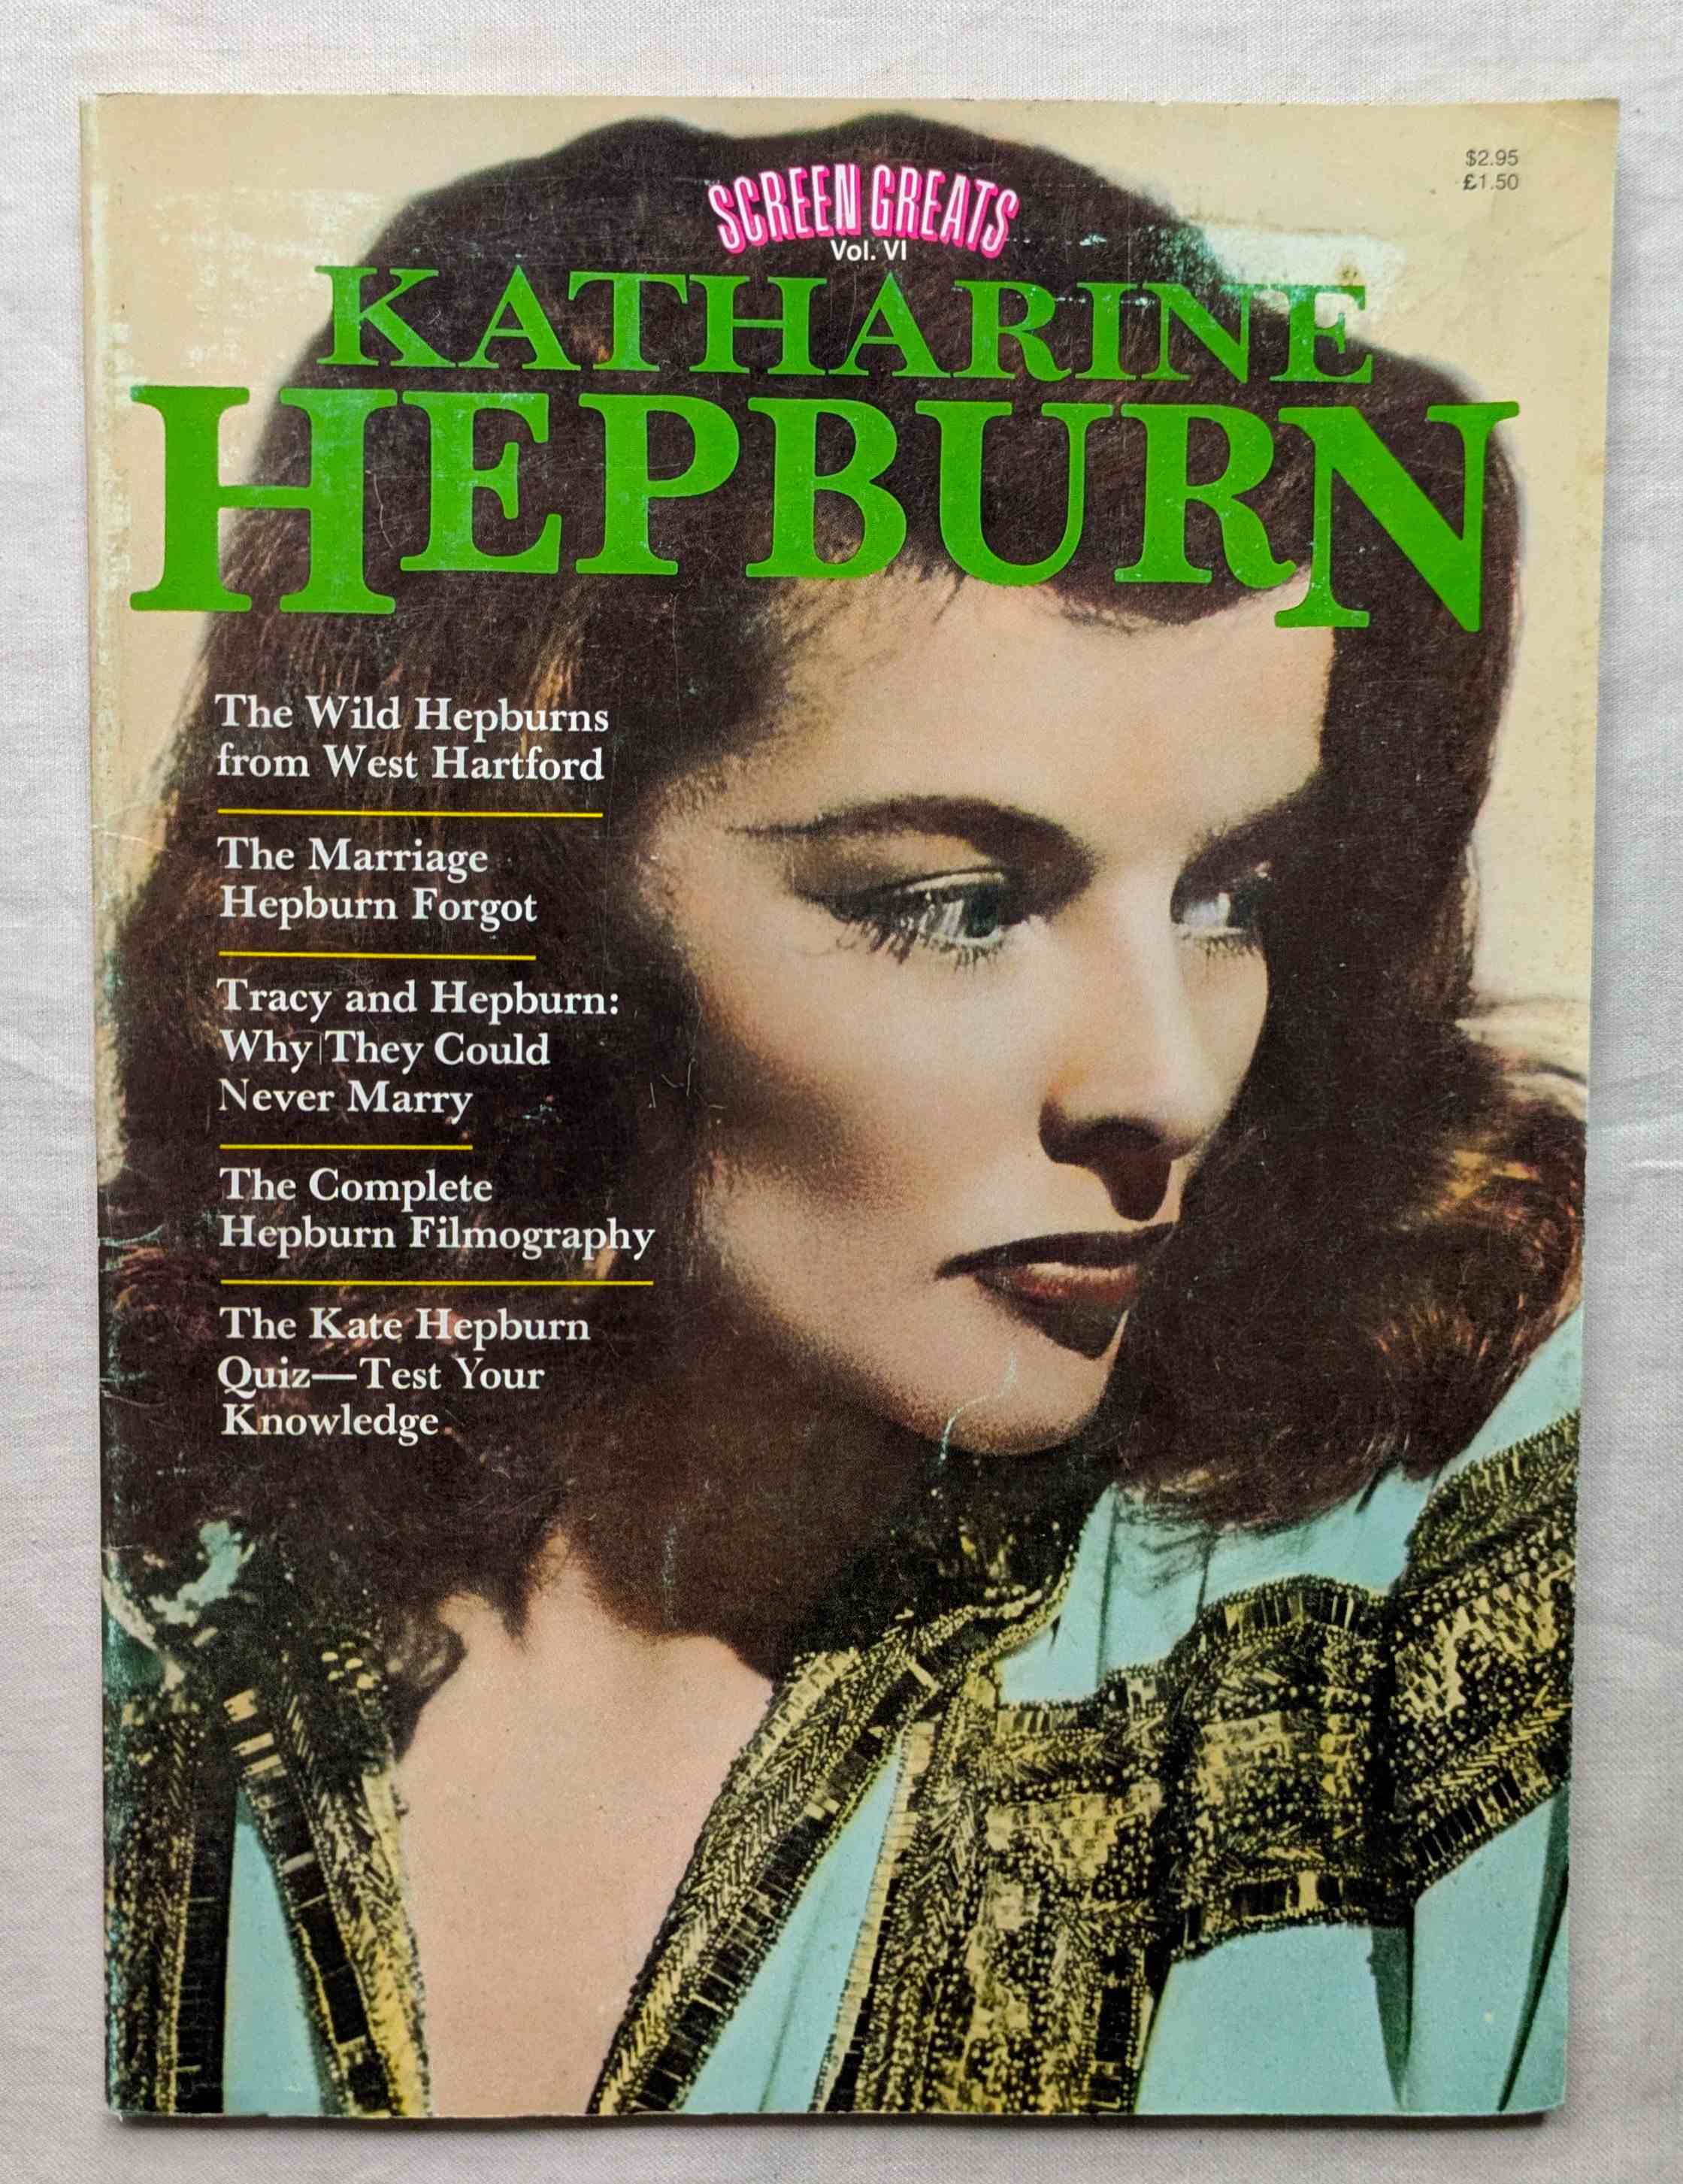 $2.95
£1.50
SCREEN GREATS
Vol. VI
KATHARINE
HEPBURN
The Wild Hepburns
from West Hartford
The Marriage
Hepburn Forgot
Tracy and Hepburn:
Why They Could
Never Marry
The Complete
Hepburn Filmography
The Kate Hepburn
Quiz—Test Your
Knowledge